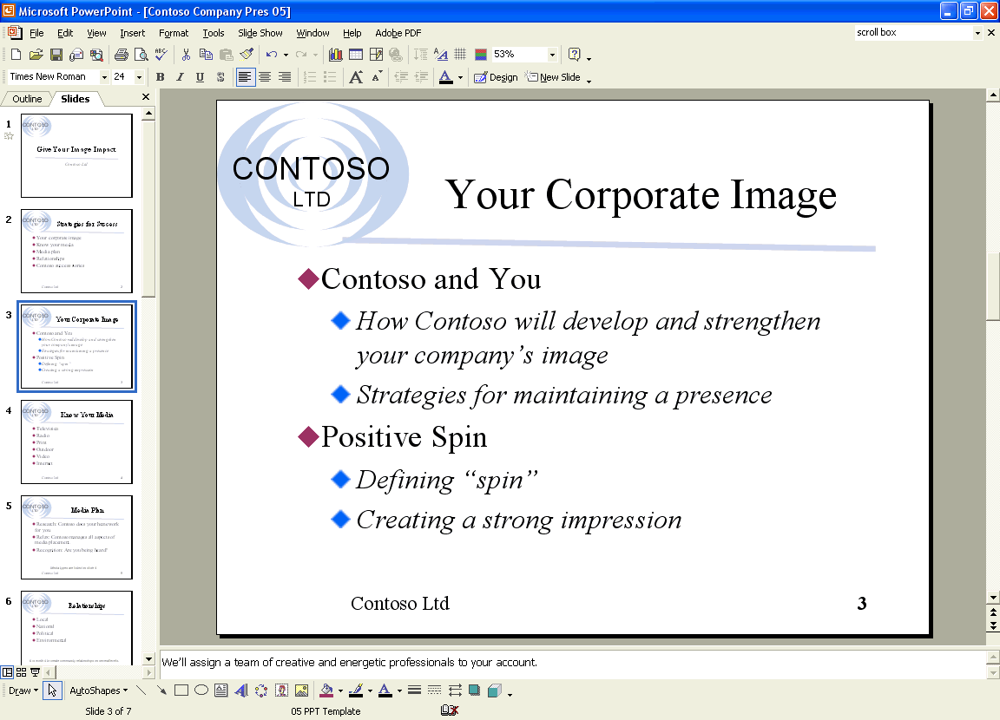 Microsoft PowerPoint - [Contoso Company Pres 05]
File Edit View Insert Format Tools Slide Show Window Help Adobe PDF scroll box
53%
Times New Roman 24 B I U S A A A Design New Slide
Outline Slides
1
CONTOSO
LTD
Give Your Image Impact
Contoso Ltd
2
CONTOSO
LTD
Strategies for Success
Your corporate image
Know your media
Media plan
Relationships
Contoso success stories
Contoso Ltd 2
3
CONTOSO
LTD
Your Corporate Image
Contoso and You
How Contoso will develop and strengthen
your company's image
Strategies for maintaining a presence
Positive Spin
Defining "spin"
Creating a strong impression
Contoso Ltd 3
4
CONTOSO
LTD
Know Your Media
Television
Radio
Print
Outdoor
Video
Internet
Contoso Ltd 4
5
CONTOSO
LTD
Media Plan
Research: Contoso does your homework
for you.
Relax: Contoso manages all aspects of
media placement.
Recognition: Are you being heard?
Contoso Ltd 5
6
CONTOSO
LTD
Relationships
Local
National
Political
Environmental
CONTOSO
LTD
Your Corporate Image
Contoso and You
How Contoso will develop and strengthen
your company’s image
Strategies for maintaining a presence
Positive Spin
Defining “spin”
Creating a strong impression
Contoso Ltd 3
We'll assign a team of creative and energetic professionals to your account.
Draw AutoShapes
Slide 3 of 7 05 PPT Template